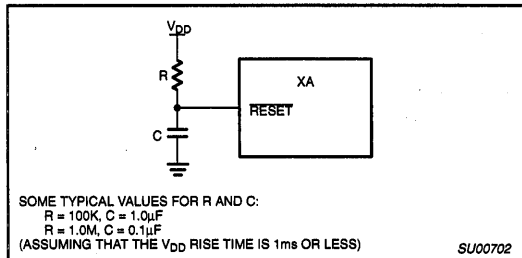 VDD
R
XA
RESET
C
SOME TYPICAL VALUES FOR R AND C:
R = 100K, C = 1.0µF
R = 1.0M, C = 0.1µF
(ASSUMING THAT THE VDD RISE TIME IS 1ms OR LESS)
SU00702